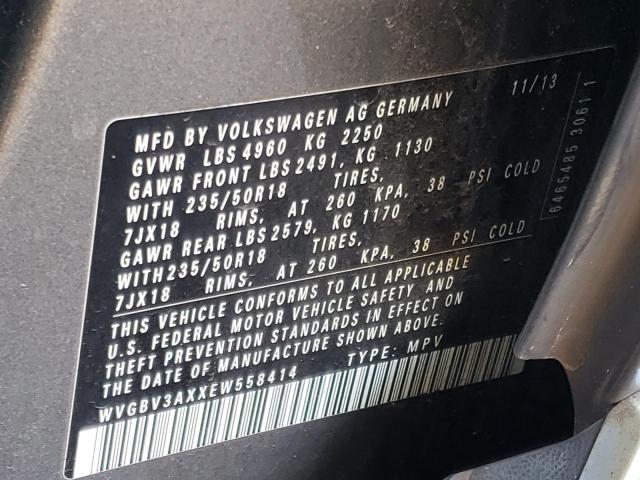 11/13
MFD BY VOLKSWAGEN AG GERMANY
GVWR LBS 4960 KG 2250
GAWR FRONT LBS 2491, KG 1130
WITH 235/50R18 TIRES,
7JX18 RIMS, AT 260 KPA, 38 PSI COLD
GAWR REAR LBS 2579, KG 1170
WITH 235/50R18 TIRES,
7JX18 RIMS, AT 260 KPA, 38 PSI COLD
THIS VEHICLE CONFORMS TO ALL APPLICABLE
U.S. FEDERAL MOTOR VEHICLE SAFETY AND
THEFT PREVENTION STANDARDS IN EFFECT ON
THE DATE OF MANUFACTURE SHOWN ABOVE.
WVGBV3AXXEW558414 TYPE: MPV
6465485 30611